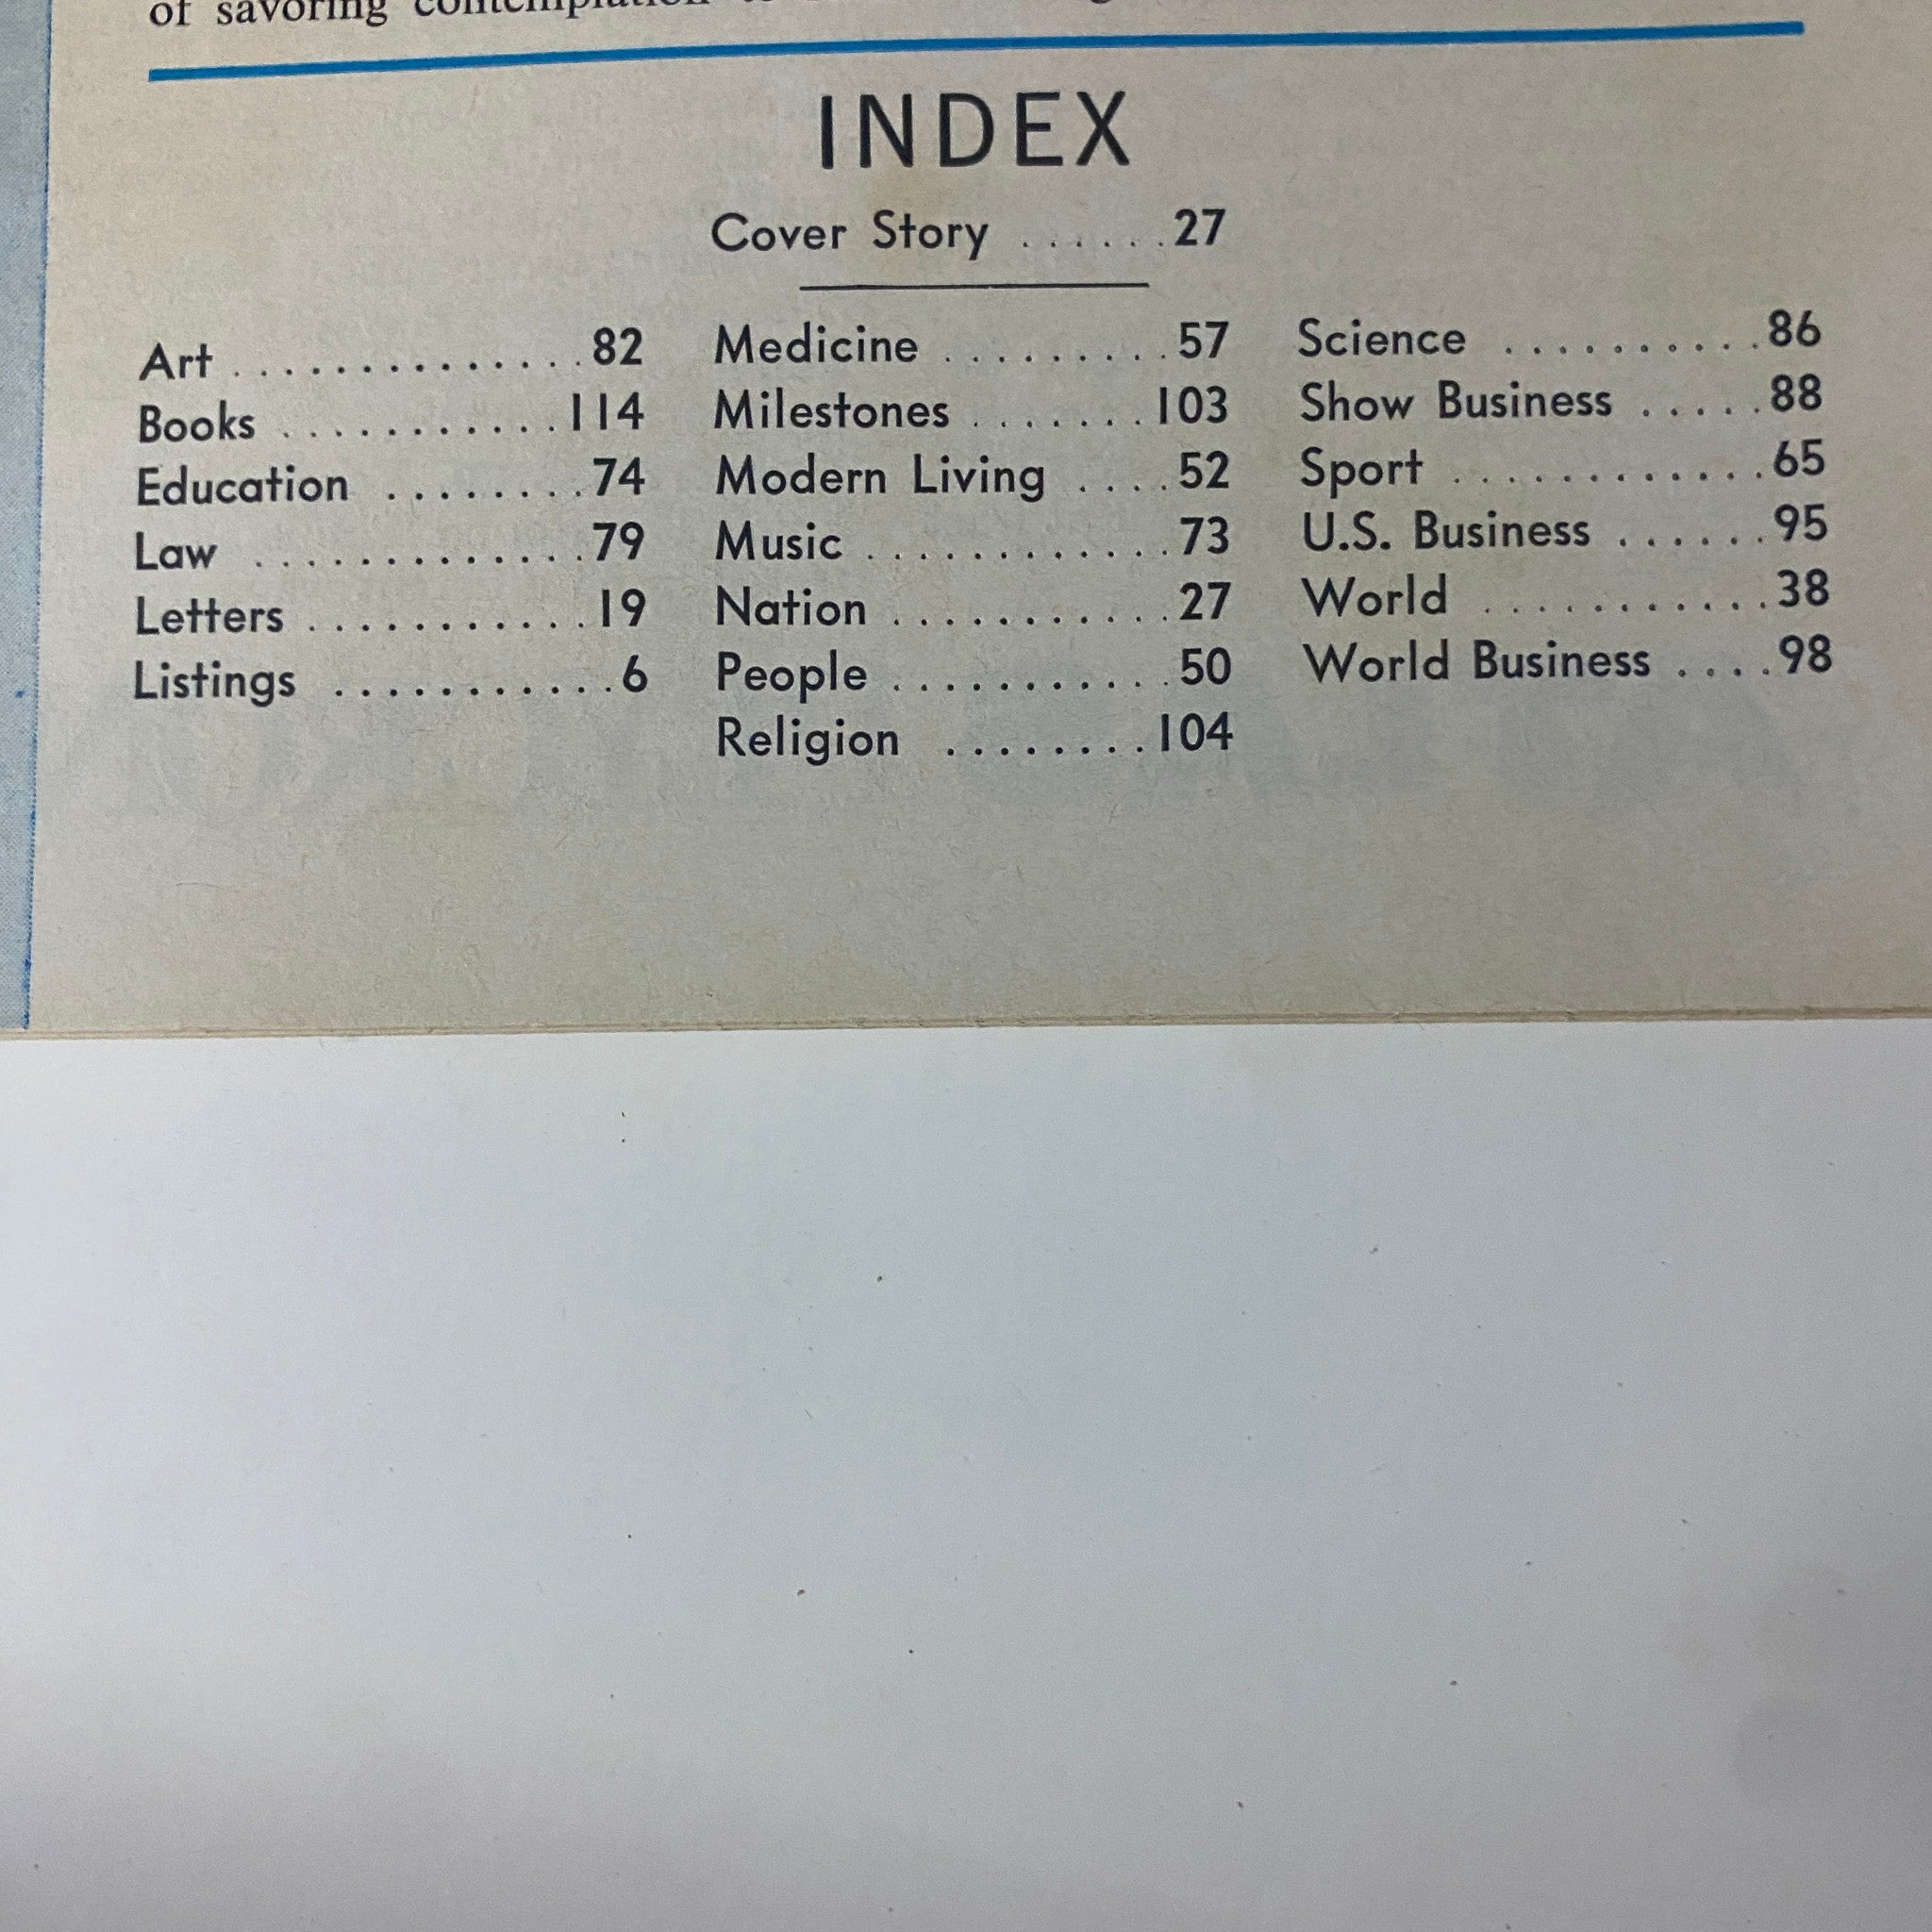 of savoring
INDEX
Cover Story ...... 27
Art .............. 82
Books ........... 114
Education ........ 74
Law ............. 79
Letters ........... 19
Listings ........... 6
Medicine ......... 57
Milestones ....... 103
Modern Living .... 52
Music ............ 73
Nation ........... 27
People ........... 50
Religion ........ 104
Science .......... 86
Show Business ..... 88
Sport ............ 65
U.S. Business ...... 95
World ........... 38
World Business .... 98